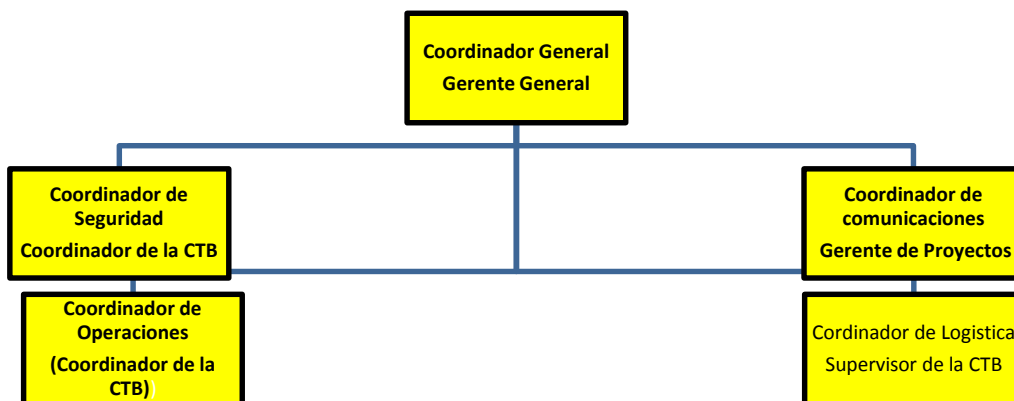 Coordinador General
Gerente General
Coordinador de
Seguridad
Coordinador de la CTB
Coordinador de
comunicaciones
Gerente de Proyectos
Coordinador de
Operaciones
(Coordinador de la
CTB))
Cordinador de Logistica
Supervisor de la CTB